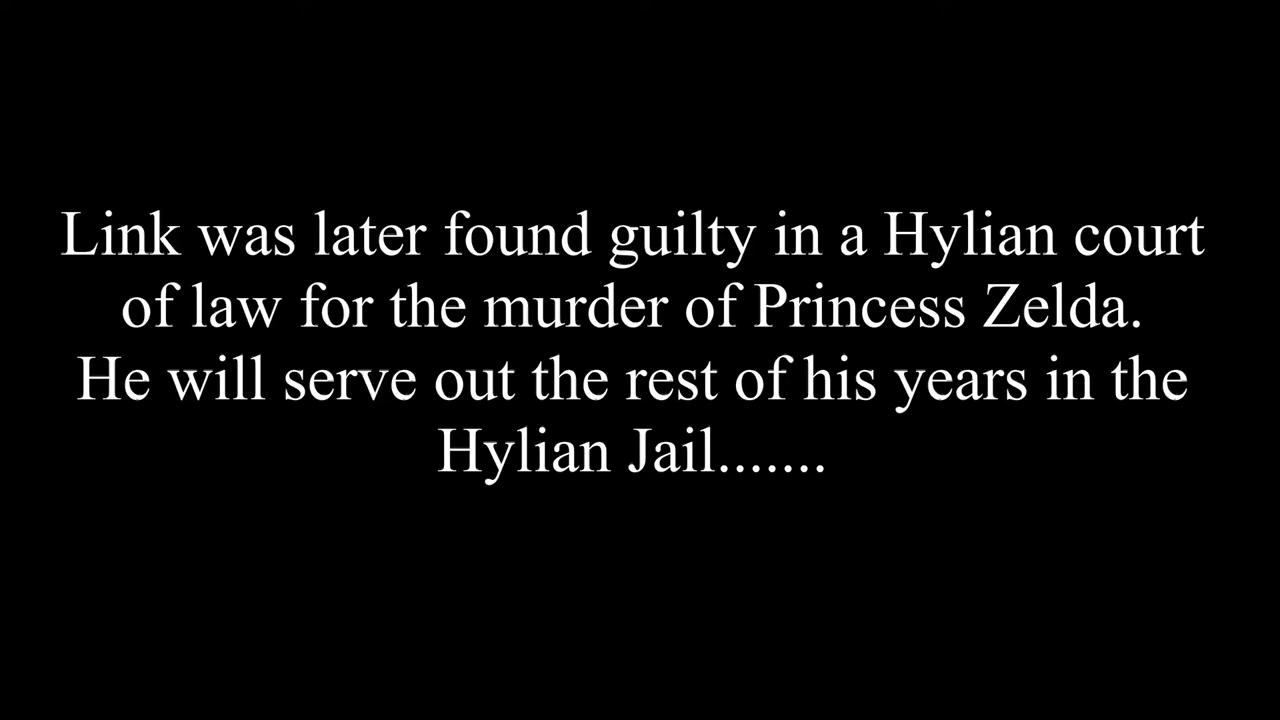 Link was later found guilty in a Hylian court
of law for the murder of Princess Zelda.
He will serve out the rest of his years in the
Hylian Jail.......